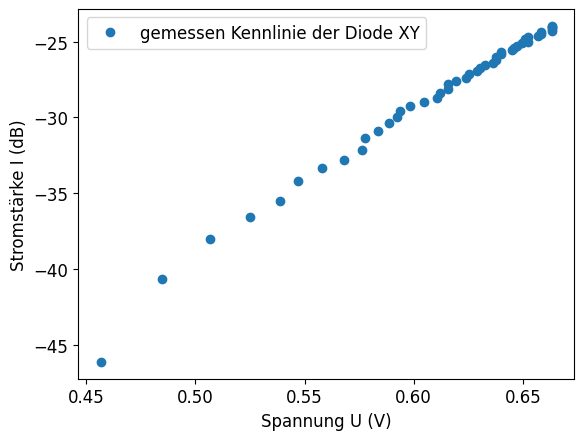 gemessen Kennlinie der Diode XY
−25
−30
−35
−40
−45
Stromstärke I (dB)
0.45 0.50 0.55 0.60 0.65
Spannung U (V)